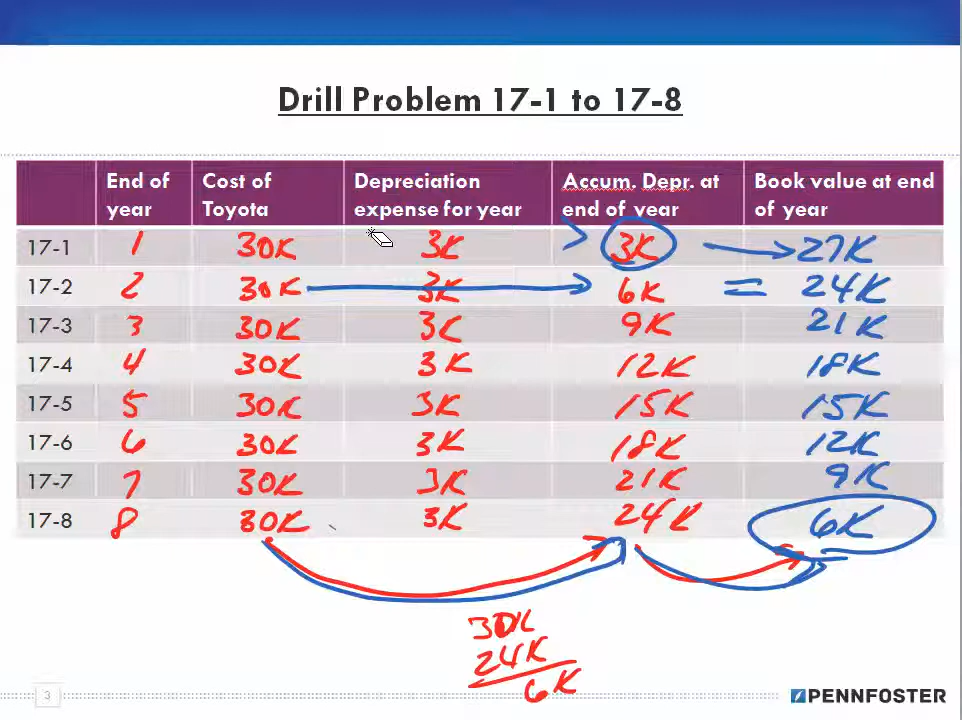 Drill Problem 17-1 to 17-8
End of year Cost of Toyota Depreciation expense for year Accum. Depr. at end of year Book value at end of year
17-1 1 30K 3K > 3K 27K
17-2 2 30K 3K 6K = 24K
17-3 3 30K 3K 9K 21K
17-4 4 30K 3K 12K 18K
17-5 5 30K 3K 15K 15K
17-6 6 30K 3K 18K 12K
17-7 7 30K 3K 21K 9K
17-8 8 30K 3K 24K 6K
30K
24K
6K
3 PENNFOSTER